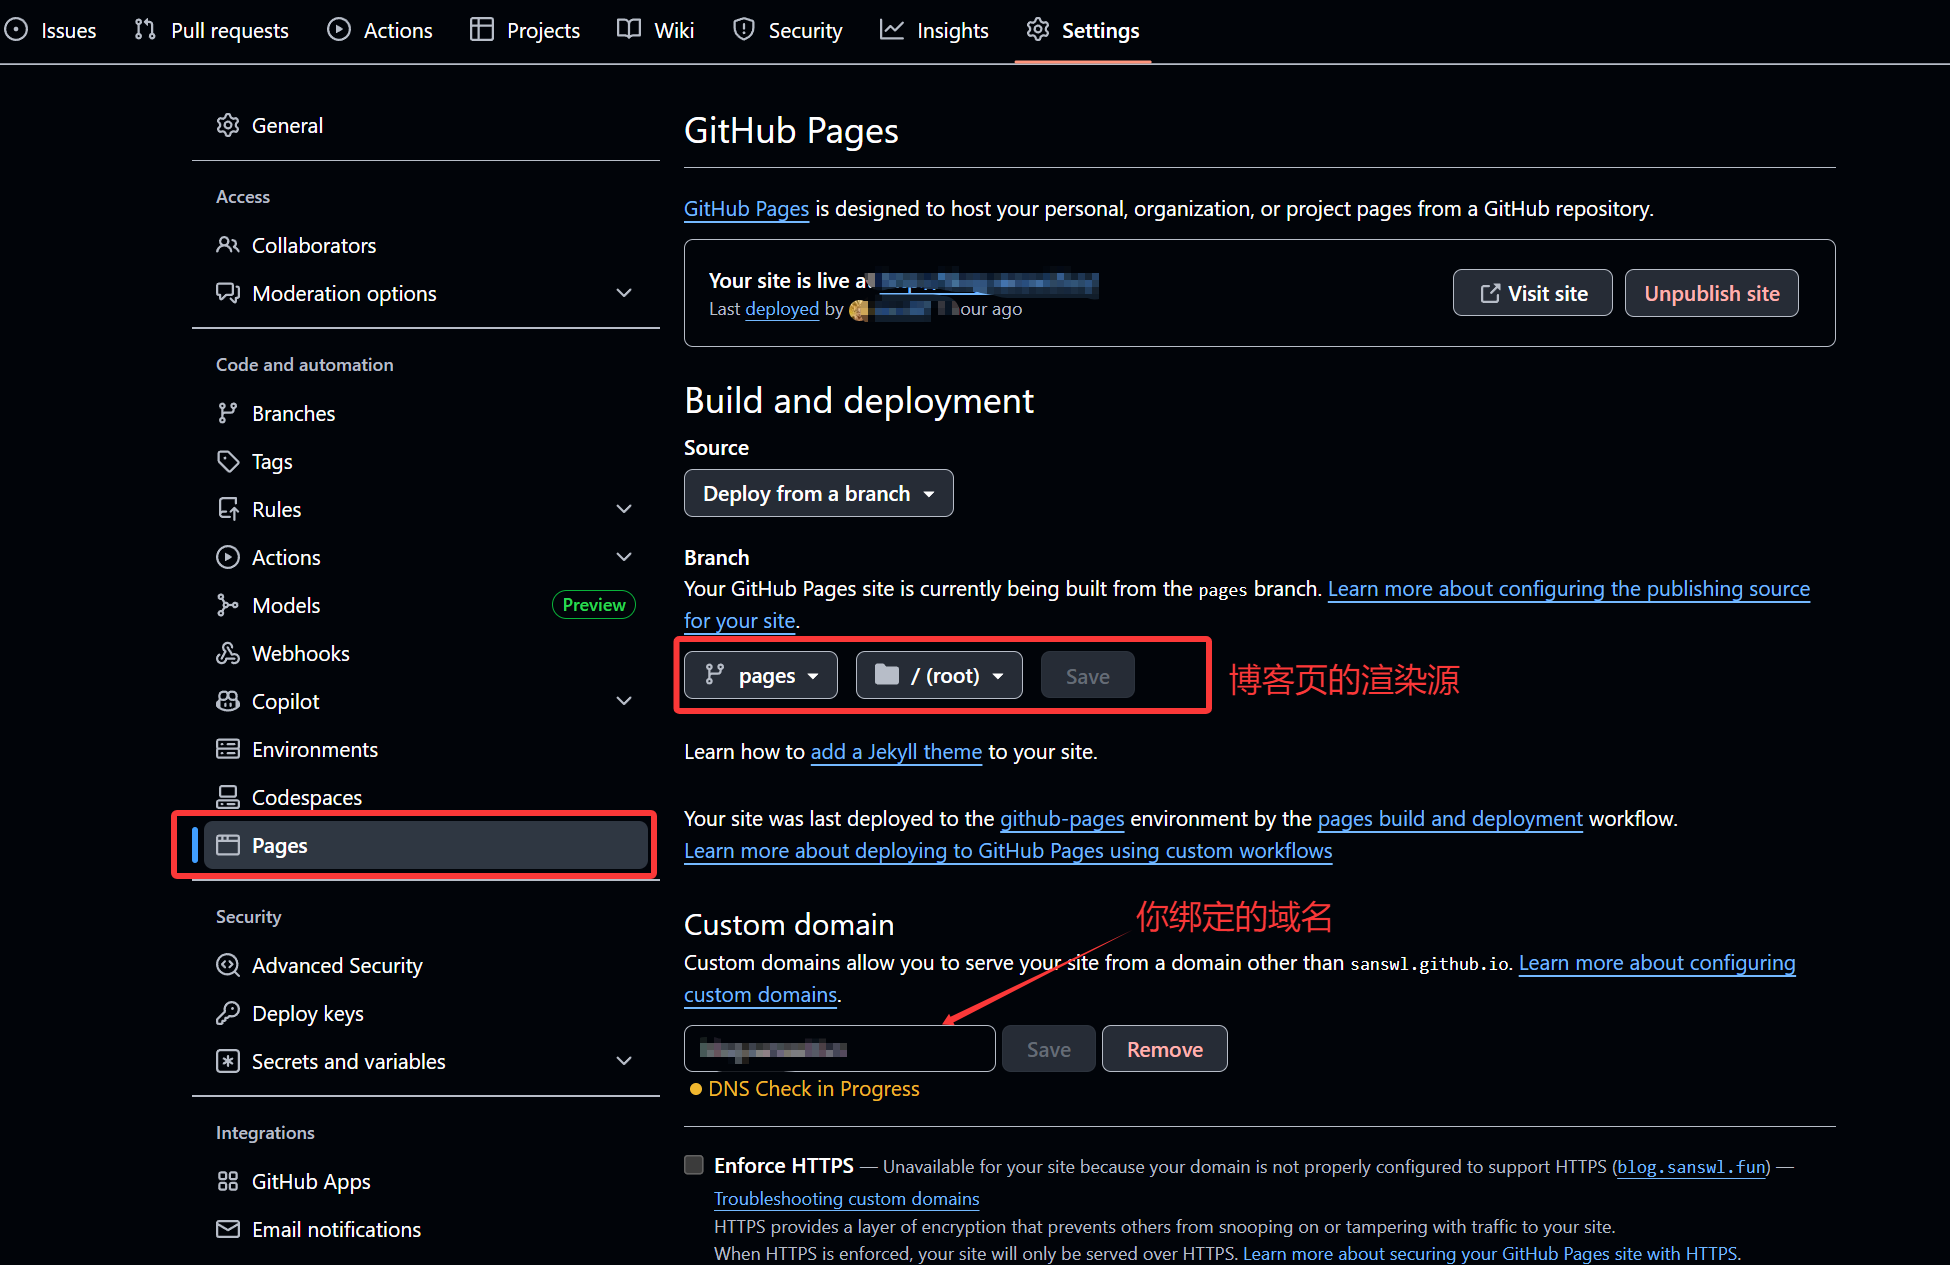 Issues
Pull requests
Actions
Projects
Wiki
Security
Insights
Settings
General
Access
Collaborators
Moderation options
Code and automation
Branches
Tags
Rules
Actions
Models
Preview
Webhooks
Copilot
Environments
Codespaces
Pages
Security
Advanced Security
Deploy keys
Secrets and variables
Integrations
GitHub Apps
Email notifications
GitHub Pages
GitHub Pages is designed to host your personal, organization, or project pages from a GitHub repository.
Your site is live
Last deployed by
ago
Visit site
Unpublish site
Build and deployment
Source
Deploy from a branch
Branch
Your GitHub Pages site is currently being built from the pages branch. Learn more about configuring the publishing source
for your site.
pages
/ (root)
Save
博客页的渲染源
Learn how to add a Jekyll theme to your site.
Your site was last deployed to the github-pages environment by the pages build and deployment workflow.
Learn more about deploying to GitHub Pages using custom workflows
你绑定的域名
Custom domain
Custom domains allow you to serve your site from a domain other than sanswl.github.io. Learn more about configuring
custom domains.
Save
Remove
DNS Check in Progress
Enforce HTTPS — Unavailable for your site because your domain is not properly configured to support HTTPS (blog.sanswl.fun) —
Troubleshooting custom domains
HTTPS provides a layer of encryption that prevents others from snooping on or tampering with traffic to your site.
When HTTPS is enforced, your site will only be served over HTTPS. Learn more about securing your GitHub Pages site with HTTPS.